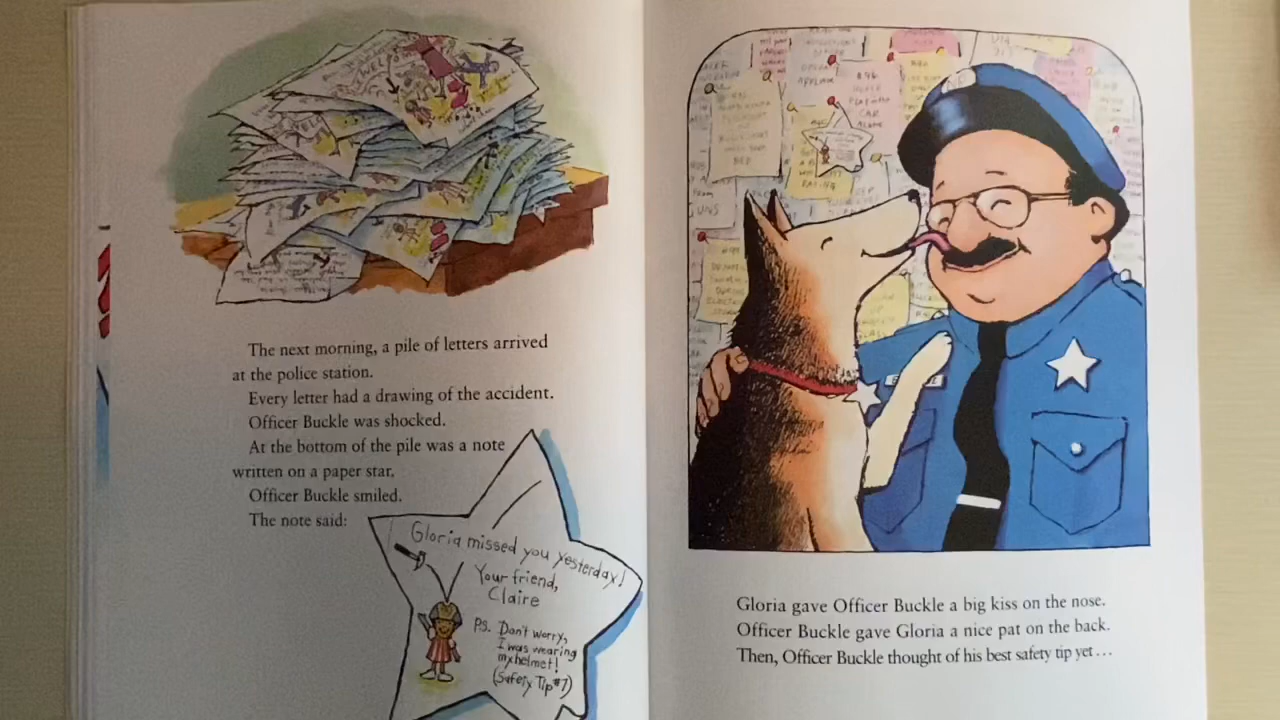 The next morning, a pile of letters arrived
at the police station.
Every letter had a drawing of the accident.
Officer Buckle was shocked.
At the bottom of the pile was a note
written on a paper star.
Officer Buckle smiled.
The note said:
Gloria missed you yesterday!
Your friend,
Claire
P.S. Don't worry,
I was wearing
my helmet!
(Safety Tip #7)
Gloria gave Officer Buckle a big kiss on the nose.
Officer Buckle gave Gloria a nice pat on the back.
Then, Officer Buckle thought of his best safety tip yet ...